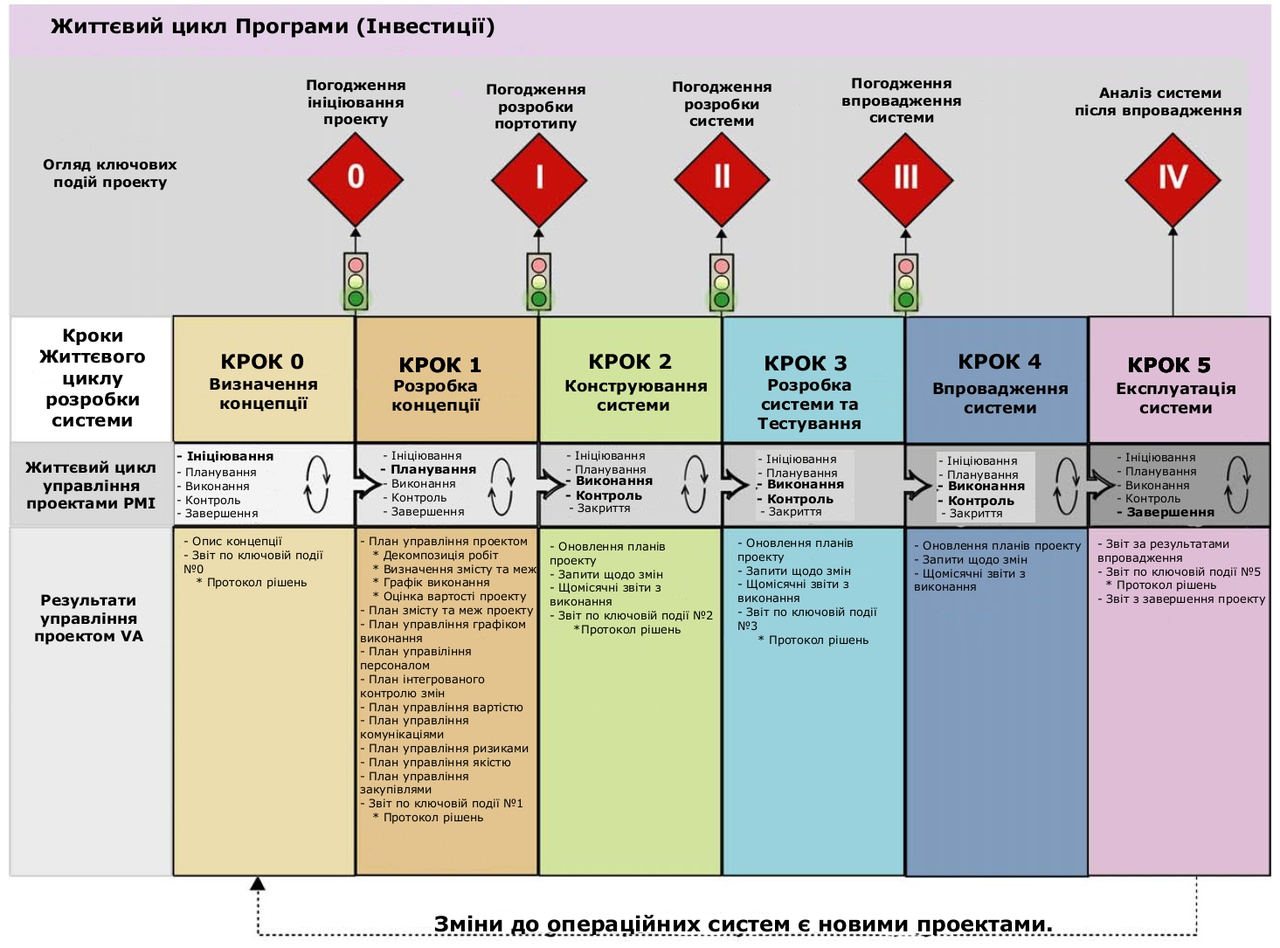 Життєвий цикл Програми (Інвестиції)
Погодження
ініціювання
проекту
Погодження
розробки
портотипу
Погодження
розробки
системи
Погодження
впровадження
системи
Аналіз системи
після впровадження
Огляд ключових
подій проекту
0
I
II
III
IV
Кроки
Життєвого
циклу
розробки
системи
КРОК 0
Визначення
концепції
КРОК 1
Розробка
концепції
КРОК 2
Конструювання
системи
КРОК 3
Розробка
системи та
Тестування
КРОК 4
Впровадження
системи
КРОК 5
Експлуатація
системи
Життєвий цикл
управління
проектами PMI
- Ініціювання
- Планування
- Виконання
- Контроль
- Завершення
- Ініціювання
- Планування
- Виконання
- Контроль
- Завершення
- Ініціювання
- Планування
- Виконання
- Контроль
- Закриття
- Ініціювання
- Планування
- Виконання
- Контроль
- Закриття
- Ініціювання
- Планування
- Виконання
- Контроль
- Закриття
- Ініціювання
- Планування
- Виконання
- Контроль
- Завершення
Результати
управління
проектом VA
- Опис концепції
- Звіт по ключовій події
№0
* Протокол рішень
- План управління проектом
* Декомпозиція робіт
* Визначення змісту та меж
* Графік виконання
* Оцінка вартості проекту
- План змісту та меж проекту
- План управління графіком
виконання
- План управіління
персоналом
- План інтегрованого
контролю змін
- План управління вартістю
- План управління
комунікаціями
- План управління ризиками
- План управління якістю
- План управління
закупівлями
- Звіт по ключовій події №1
* Протокол рішень
- Оновлення планів
проекту
- Запити щодо змін
- Щомісячні звіти з
виконання
- Звіт по ключовій події №2
*Протокол рішень
- Оновлення планів
проекту
- Запити щодо змін
- Щомісячні звіти з
виконання
- Звіт по ключовій події
№3
* Протокол рішень
- Оновлення планів проекту
- Запити щодо змін
- Щомісячні звіти з
виконання
- Звіт за результатами
впровадження
- Звіт по ключовій події №5
* Протокол рішень
- Звіт з завершення проекту
Зміни до операційних систем є новими проектами.